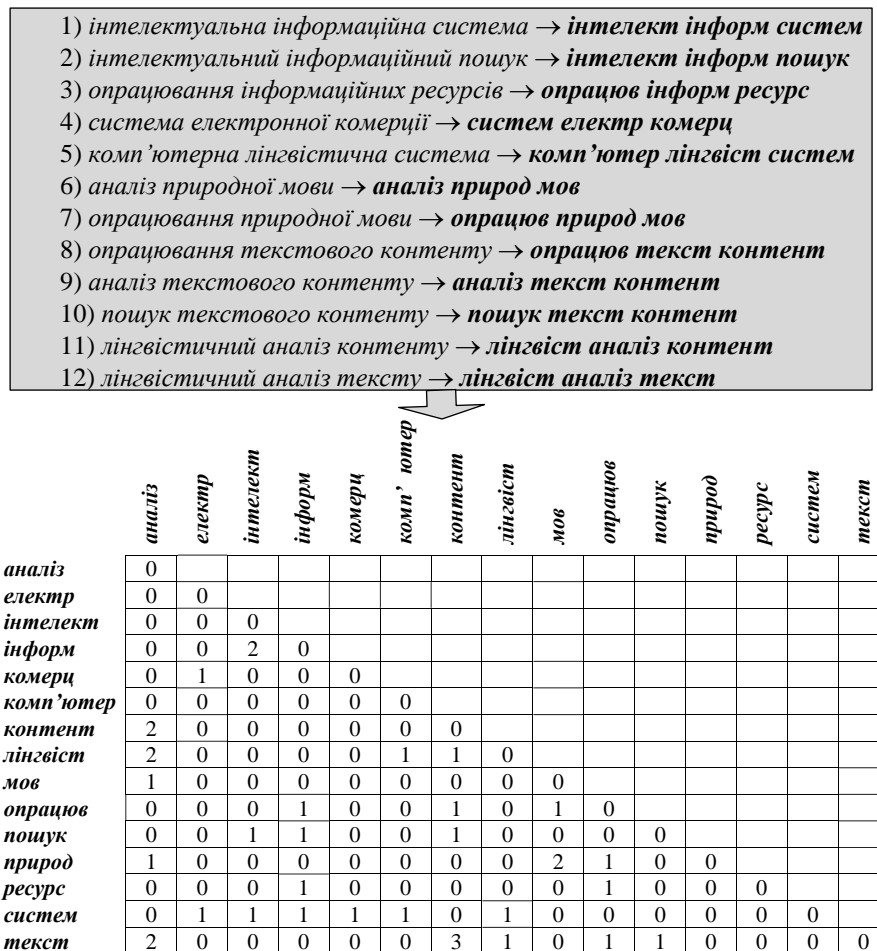 1) інтелектуальна інформаційна система → інтелект інформ систем
2) інтелектуальний інформаційний пошук → інтелект інформ пошук
3) опрацювання інформаційних ресурсів → опрацюв інформ ресурс
4) система електронної комерції → систем електр комерц
5) комп’ютерна лінгвістична система → комп’ютер лінгвіст систем
6) аналіз природної мови → аналіз природ мов
7) опрацювання природної мови → опрацюв природ мов
8) опрацювання текстового контенту → опрацюв текст контент
9) аналіз текстового контенту → аналіз текст контент
10) пошук текстового контенту → пошук текст контент
11) лінгвістичний аналіз контенту → лінгвіст аналіз контент
12) лінгвістичний аналіз тексту → лінгвіст аналіз текст
аналіз електр інтелект інформ комерц комп’ ютер контент лінгвіст мов опрацюв пошук природ ресурс систем текст
аналіз 0
електр 0 0
інтелект 0 0 0
інформ 0 0 2 0
комерц 0 1 0 0 0
комп’ютер 0 0 0 0 0 0
контент 2 0 0 0 0 0 0
лінгвіст 2 0 0 0 0 1 1 0
мов 1 0 0 0 0 0 0 0 0
опрацюв 0 0 0 1 0 0 1 0 1 0
пошук 0 0 1 1 0 0 1 0 0 0 0
природ 1 0 0 0 0 0 0 0 2 1 0 0
ресурс 0 0 0 1 0 0 0 0 0 1 0 0 0
систем 0 1 1 1 1 1 0 1 0 0 0 0 0 0
текст 2 0 0 0 0 0 3 1 0 1 1 0 0 0 0